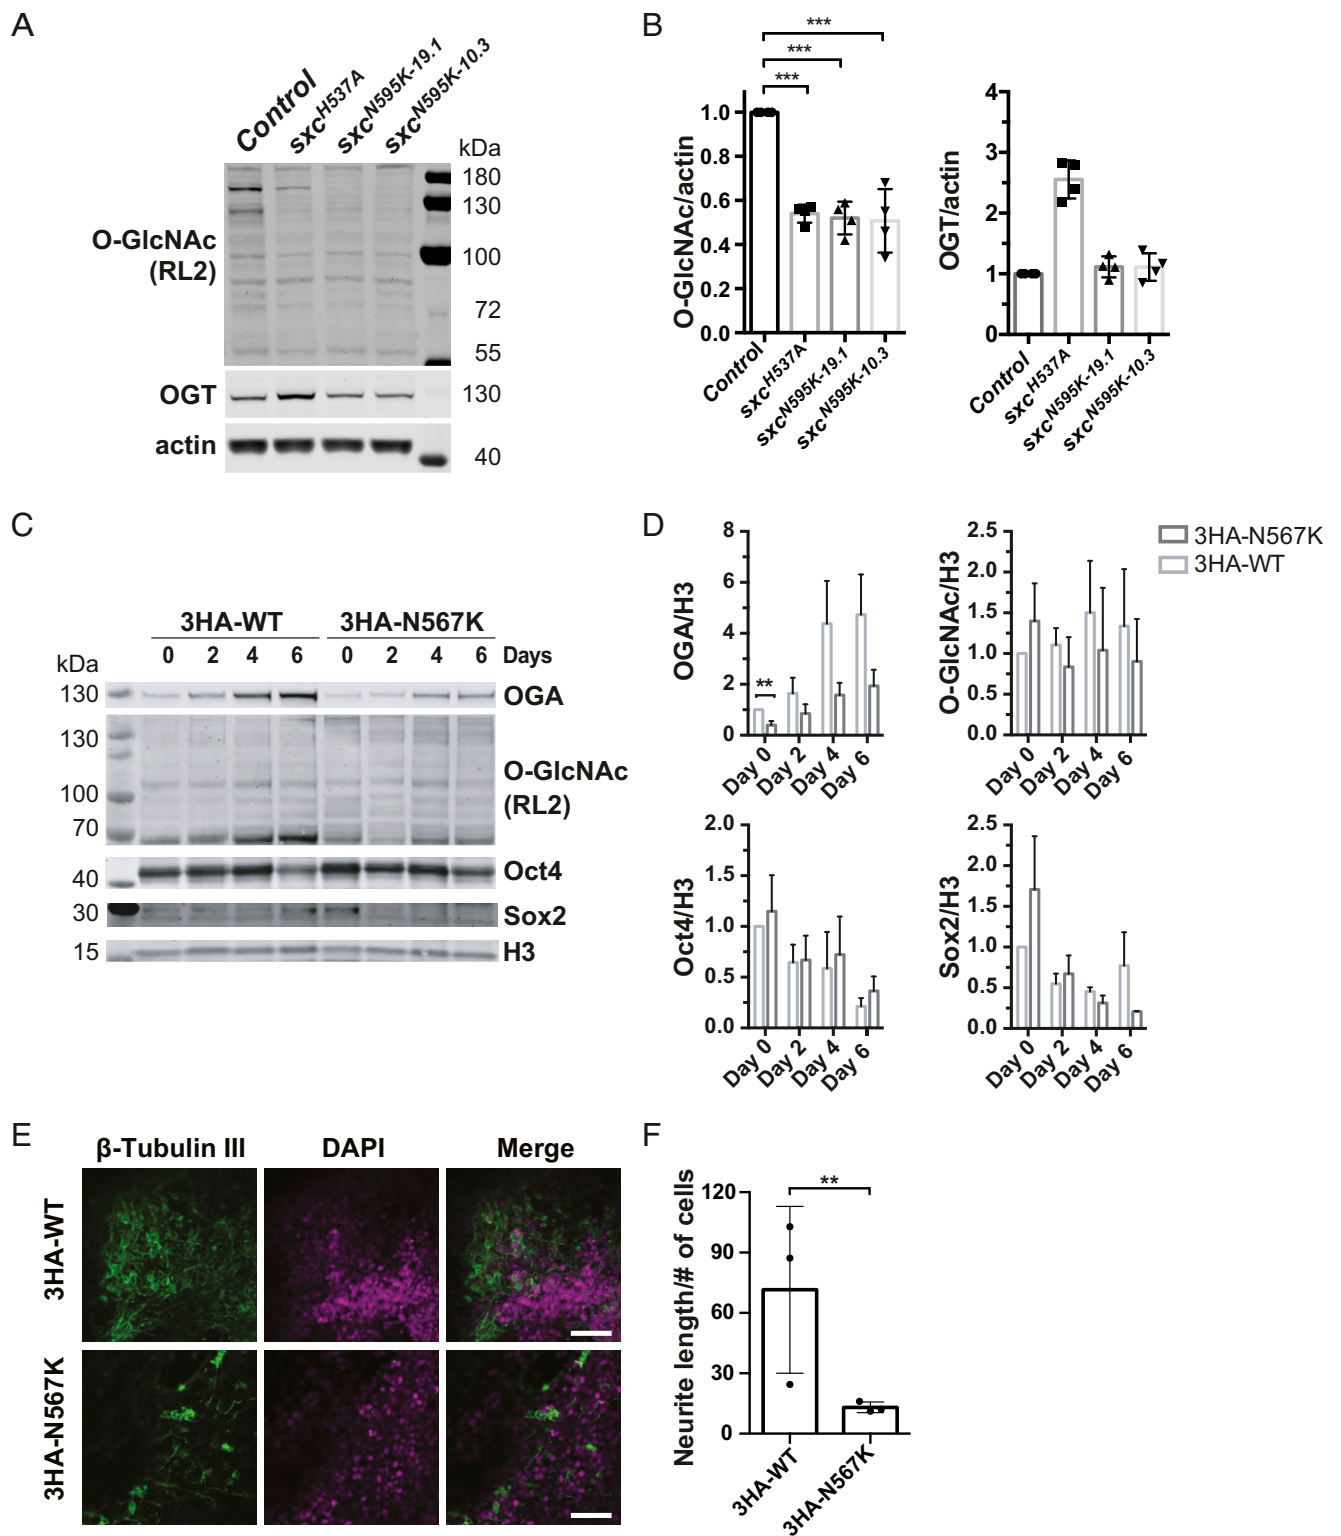 A
Control
sxcH537A
sxcN595K-19.1
sxcN595K-10.3
kDa
180
130
100
72
55
130
40
O-GlcNAc
(RL2)
OGT
actin
B
***
***
***
O-GlcNAc/actin
1.0
0.8
0.6
0.4
0.2
0.0
Control
sxcH537A
sxcN595K-19.1
sxcN595K-10.3
OGT/actin
4
3
2
1
0
Control
sxcH537A
sxcN595K-19.1
sxcN595K-10.3
C
3HA-WT 3HA-N567K
kDa 0 2 4 6 0 2 4 6 Days
130 OGA
130
100
70
O-GlcNAc
(RL2)
40 Oct4
30 Sox2
15 H3
D
OGA/H3
8
6
4
2
0
**
Day 0 Day 2 Day 4 Day 6
O-GlcNAc/H3
2.5
2.0
1.5
1.0
0.5
0.0
Day 0 Day 2 Day 4 Day 6
3HA-N567K
3HA-WT
Oct4/H3
2.0
1.5
1.0
0.5
0.0
Day 0 Day 2 Day 4 Day 6
Sox2/H3
2.5
2.0
1.5
1.0
0.5
0.0
Day 0 Day 2 Day 4 Day 6
E
β-Tubulin III DAPI Merge
3HA-WT
3HA-N567K
F
**
Neurite length/# of cells
120
90
60
30
0
3HA-WT
3HA-N567K